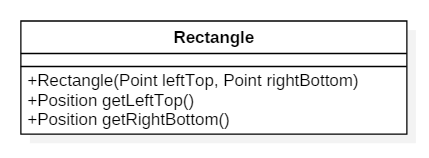 Rectangle
+Rectangle(Point leftTop, Point rightBottom)
+Position getLeftTop()
+Position getRightBottom()